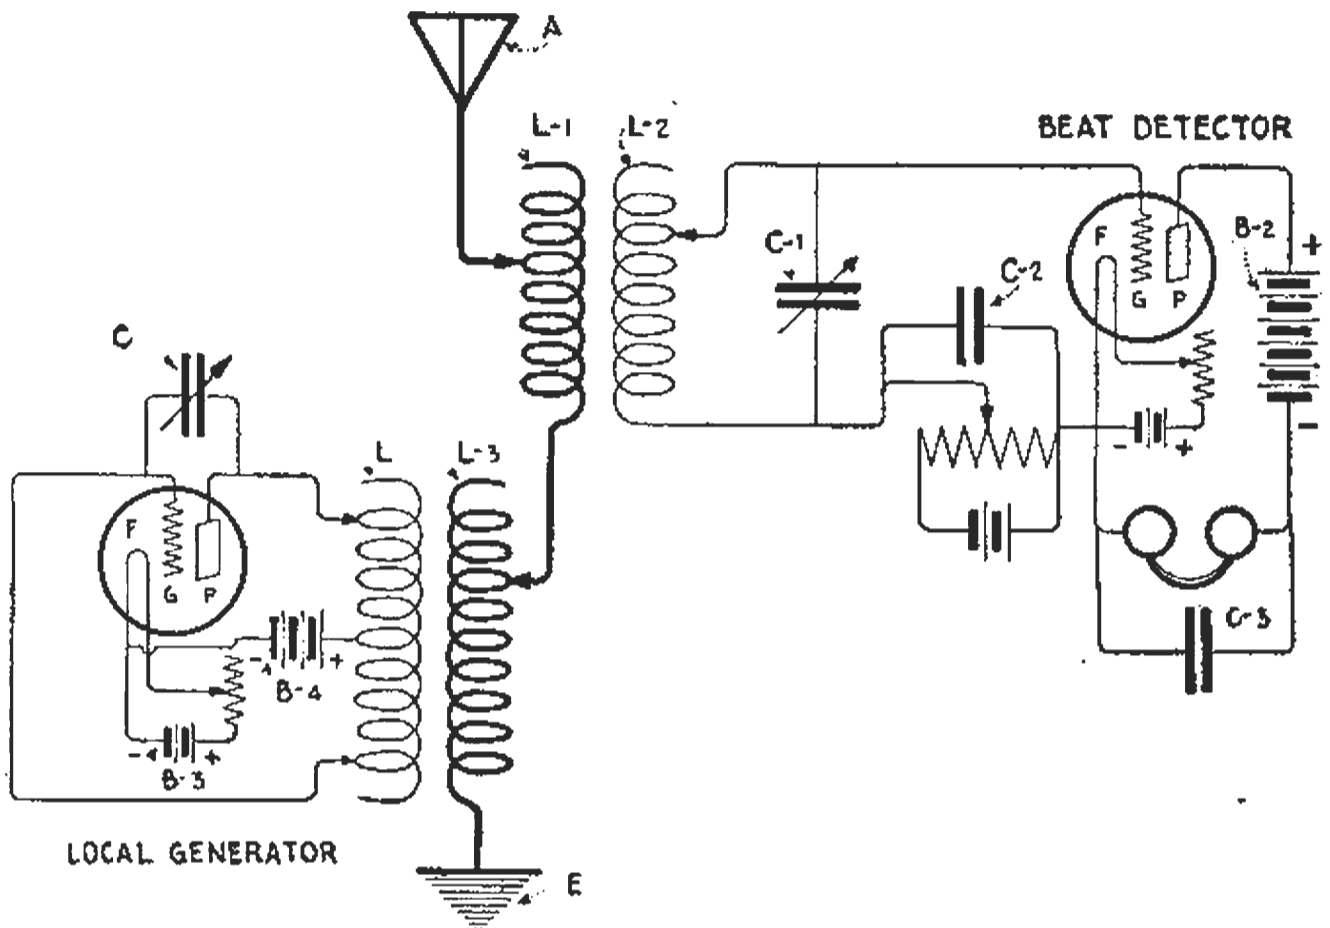 A
L-1
L-2
BEAT DETECTOR
C-1
C-2
F
G
P
B-2
+
-
- +
C-3
C
L
L-3
F
G
P
- +
B-4
- +
B-3
LOCAL GENERATOR
E